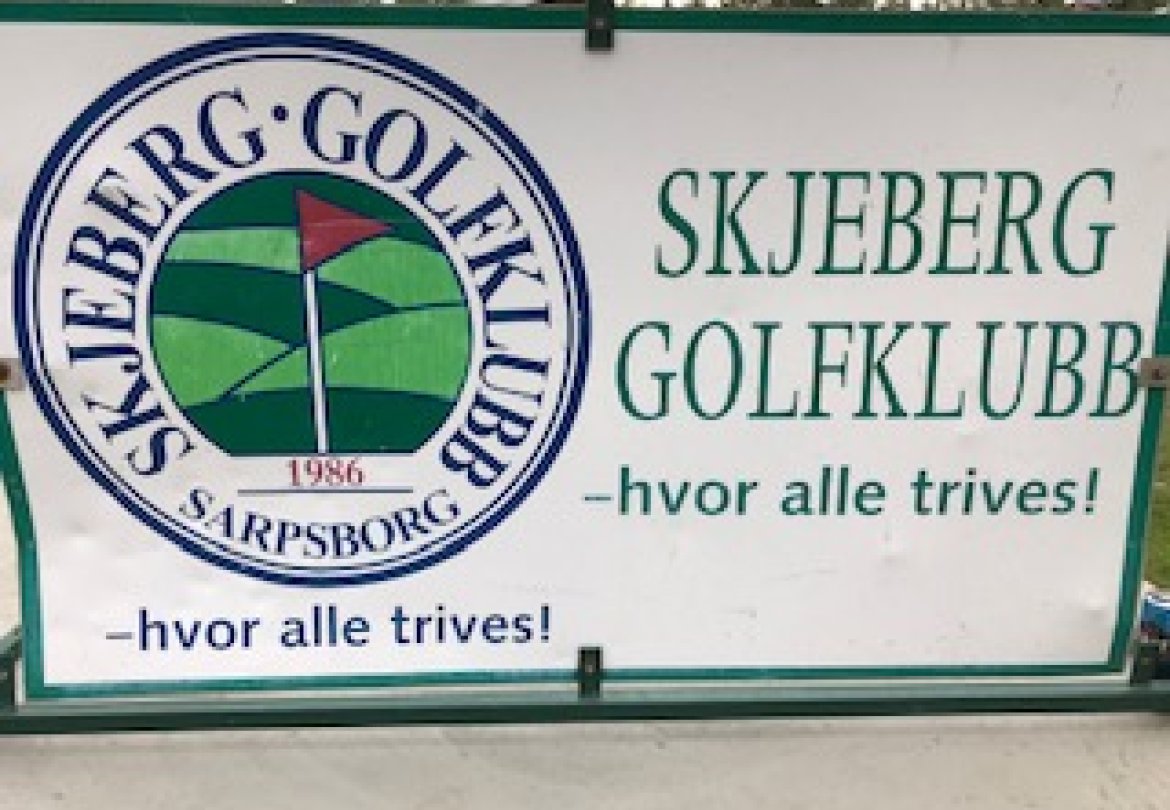 SKJEBERG · GOLFKLUBB
1986
SARPSBORG
–hvor alle trives!
SKJEBERG
GOLFKLUBB
–hvor alle trives!